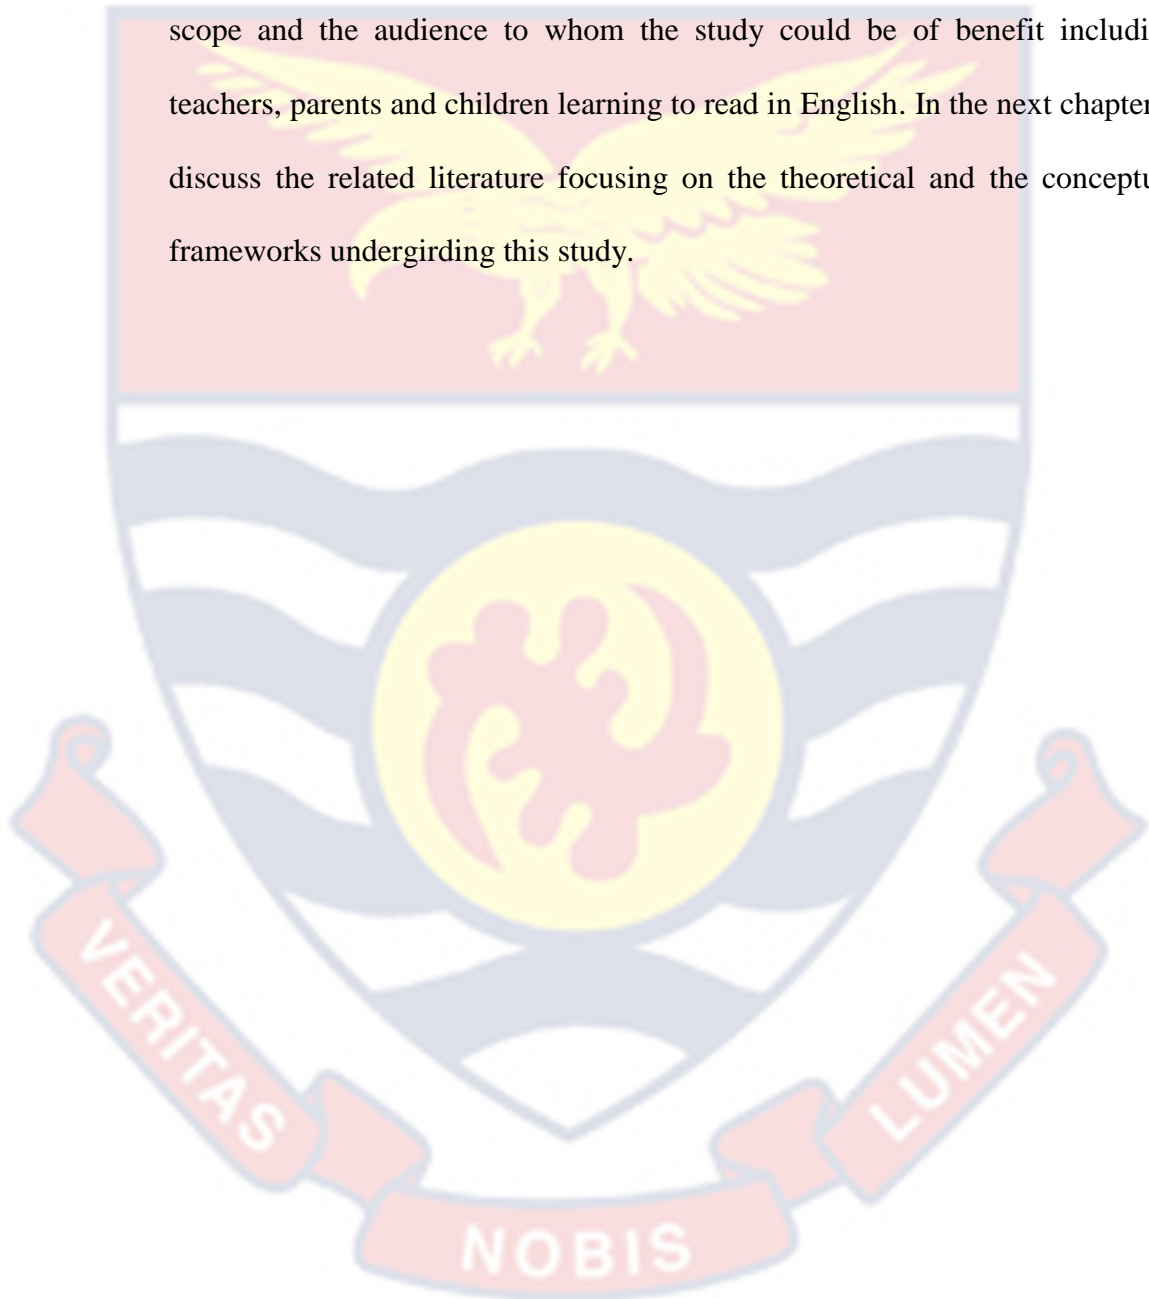 scope and the audience to whom the study could be of benefit includi
teachers, parents and children learning to read in English. In the next chapter
discuss the related literature focusing on the theoretical and the conceptu
frameworks undergirding this study.
VERITAS
NOBIS
LUMEN